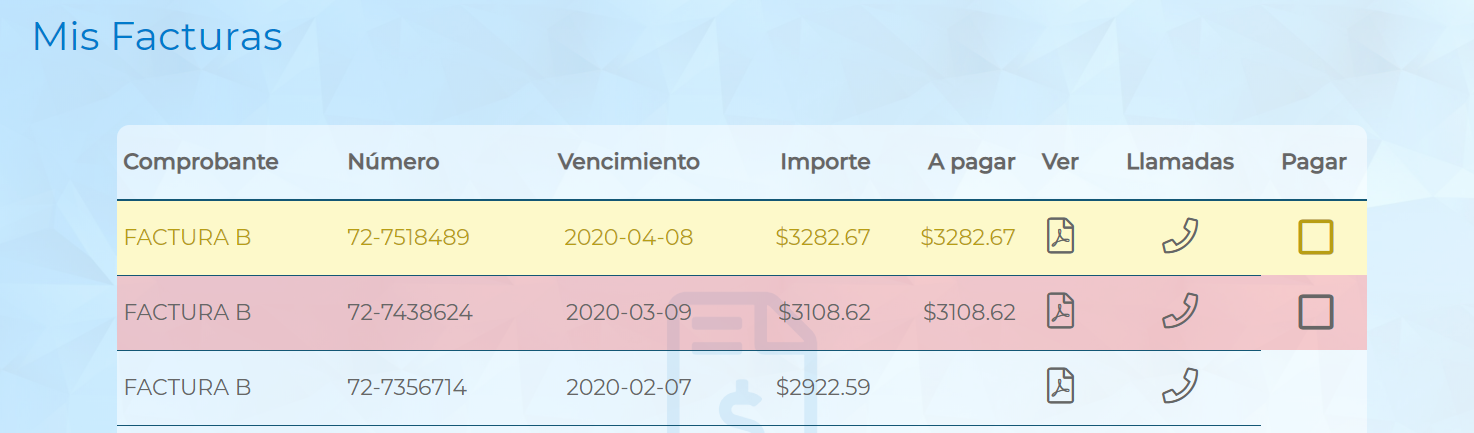 Mis Facturas
Comprobante Número Vencimiento Importe A pagar Ver Llamadas Pagar
FACTURA B 72-7518489 2020-04-08 $3282.67 $3282.67
FACTURA B 72-7438624 2020-03-09 $3108.62 $3108.62
FACTURA B 72-7356714 2020-02-07 $2922.59